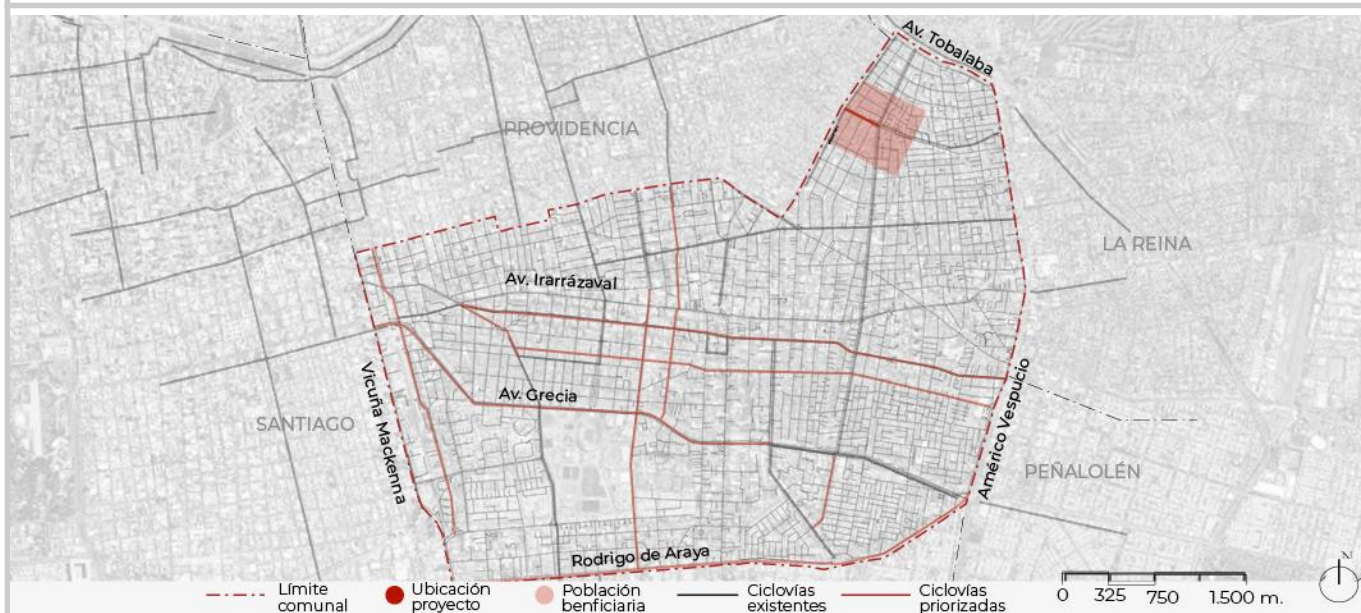 Av. Tobalaba
PROVIDENCIA
LA REINA
Av. Irarrázaval
Vicuña Mackenna
Av. Grecia
SANTIAGO
Américo Vespucio
PEÑALOLÉN
Rodrigo de Araya
N
Límite
comunal
Ubicación
proyecto
Población
benficiaria
Ciclovías
existentes
Ciclovías
priorizadas
0 325 750 1.500 m.